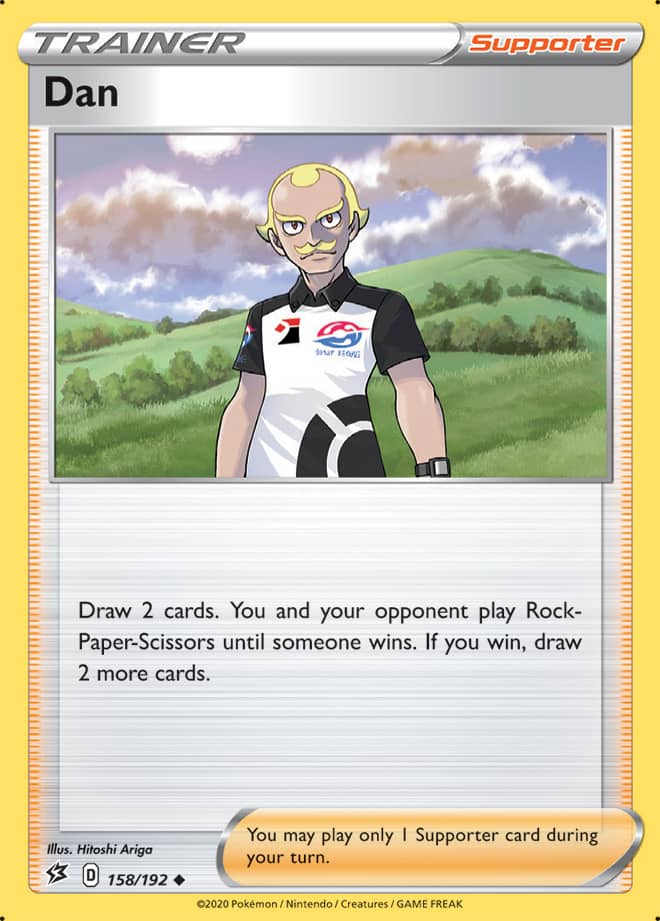 TRAINER
Supporter
Dan
Draw 2 cards. You and your opponent play Rock-
Paper-Scissors until someone wins. If you win, draw
2 more cards.
Illus. Hitoshi Ariga
You may play only 1 Supporter card during
your turn.
D 158/192
©2020 Pokémon / Nintendo / Creatures / GAME FREAK